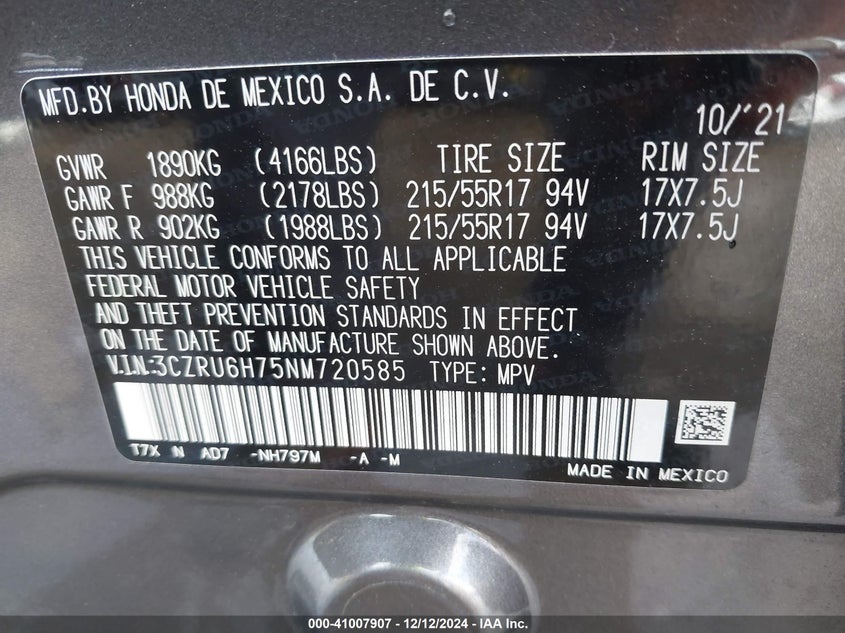 MFD.BY HONDA DE MEXICO S.A. DE C.V.
10/'21
GVWR 1890KG (4166LBS) TIRE SIZE RIM SIZE
GAWR F 988KG (2178LBS) 215/55R17 94V 17X7.5J
GAWR R 902KG (1988LBS) 215/55R17 94V 17X7.5J
THIS VEHICLE CONFORMS TO ALL APPLICABLE
FEDERAL MOTOR VEHICLE SAFETY
AND THEFT PREVENTION STANDARDS IN EFFECT
ON THE DATE OF MANUFACTURE SHOWN ABOVE.
V.I.N:3CZRU6H75NM720585 TYPE: MPV
T7X N AD7 -NH797M -A -M
MADE IN MEXICO
000-41007907 - 12/12/2024 - IAA Inc.